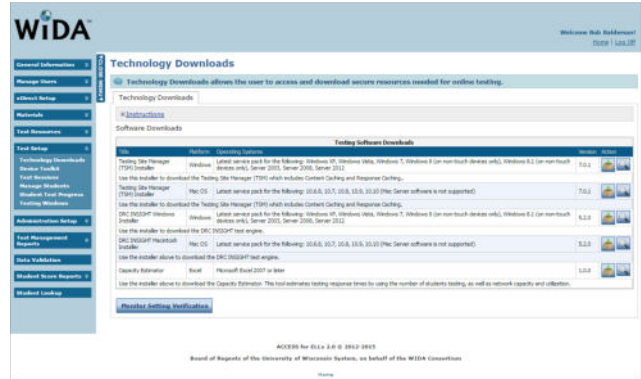 WIDA
Welcome Bob Balderson!
Home | Log Off
General Information
Manage Users
eDirect Setup
Materials
Test Resources
Test Setup
Technology Downloads
Device Toolkit
Test Sessions
Manage Students
Student Test Progress
Testing Windows
Administration Setup
Test Management
Reports
Data Validation
Student Score Reports
Student Lookup
CLOSE MENU
Technology Downloads
Technology Downloads allows the user to access and download secure resources needed for online testing.
Technology Downloads
Instructions
Software Downloads
Testing Software Downloads
Title Platform Operating Systems Version Action
Testing Site Manager
(TSM) Installer
Windows
Latest service pack for the following: Windows XP, Windows Vista, Windows 7, Windows 8 (on non-touch devices only), Windows 8.1 (on non-touch
devices only), Server 2003, Server 2008, Server 2012
7.0.1
Use this installer to download the Testing Site Manager (TSM) which includes Content Caching and Response Caching.
Testing Site Manager
(TSM) Installer
Mac OS
Latest service pack for the following: 10.6.8, 10.7, 10.8, 10.9, 10.10 (Mac Server software is not supported)
7.0.1
Use this installer to download the Testing Site Manager (TSM) which includes Content Caching and Response Caching.
DRC INSIGHT Windows
Installer
Windows
Latest service pack for the following: Windows XP, Windows Vista, Windows 7, Windows 8 (on non-touch devices only), Windows 8.1 (on non-touch
devices only), Server 2003, Server 2008, Server 2012
5.2.0
Use the installer above to download the DRC INSIGHT test engine.
DRC INSIGHT Macintosh
Installer
Mac OS
Latest service pack for the following: 10.6.8, 10.7, 10.8, 10.9, 10.10 (Mac Server software is not supported)
5.2.0
Use the installer above to download the DRC INSIGHT test engine.
Capacity Estimator
Excel
Microsoft Excel 2007 or later
1.0.0
Use the installer above to download the Capacity Estimator. This tool estimates testing response times by using the number of students testing, as well as network capacity and utilization.
Monitor Setting Verification
ACCESS for ELLs 2.0 © 2012-2015
Board of Regents of the University of Wisconsin System, on behalf of the WIDA Consortium
Home